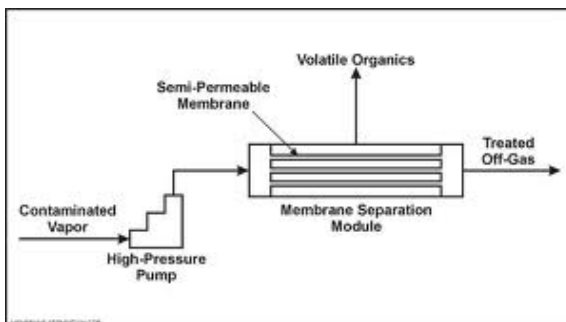 Volatile Organics
Semi-Permeable
Membrane
Treated
Off-Gas
Contaminated
Vapor
Membrane Separation
Module
High-Pressure
Pump